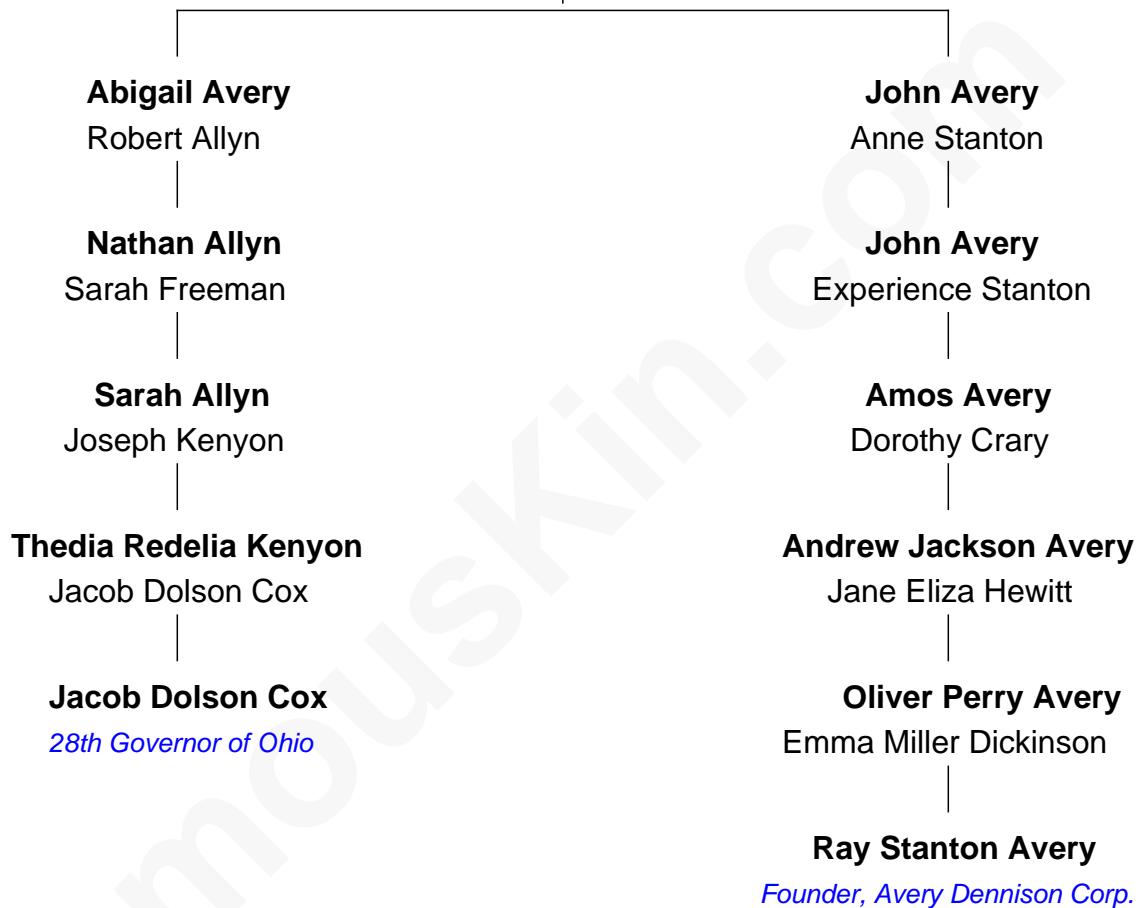 Abigail Avery
Robert Allyn
John Avery
Anne Stanton
Nathan Allyn
Sarah Freeman
John Avery
Experience Stanton
Sarah Allyn
Joseph Kenyon
Amos Avery
Dorothy Crary
Thedia Redelia Kenyon
Jacob Dolson Cox
Andrew Jackson Avery
Jane Eliza Hewitt
Jacob Dolson Cox
28th Governor of Ohio
Oliver Perry Avery
Emma Miller Dickinson
Ray Stanton Avery
Founder, Avery Dennison Corp.
mousKin.com